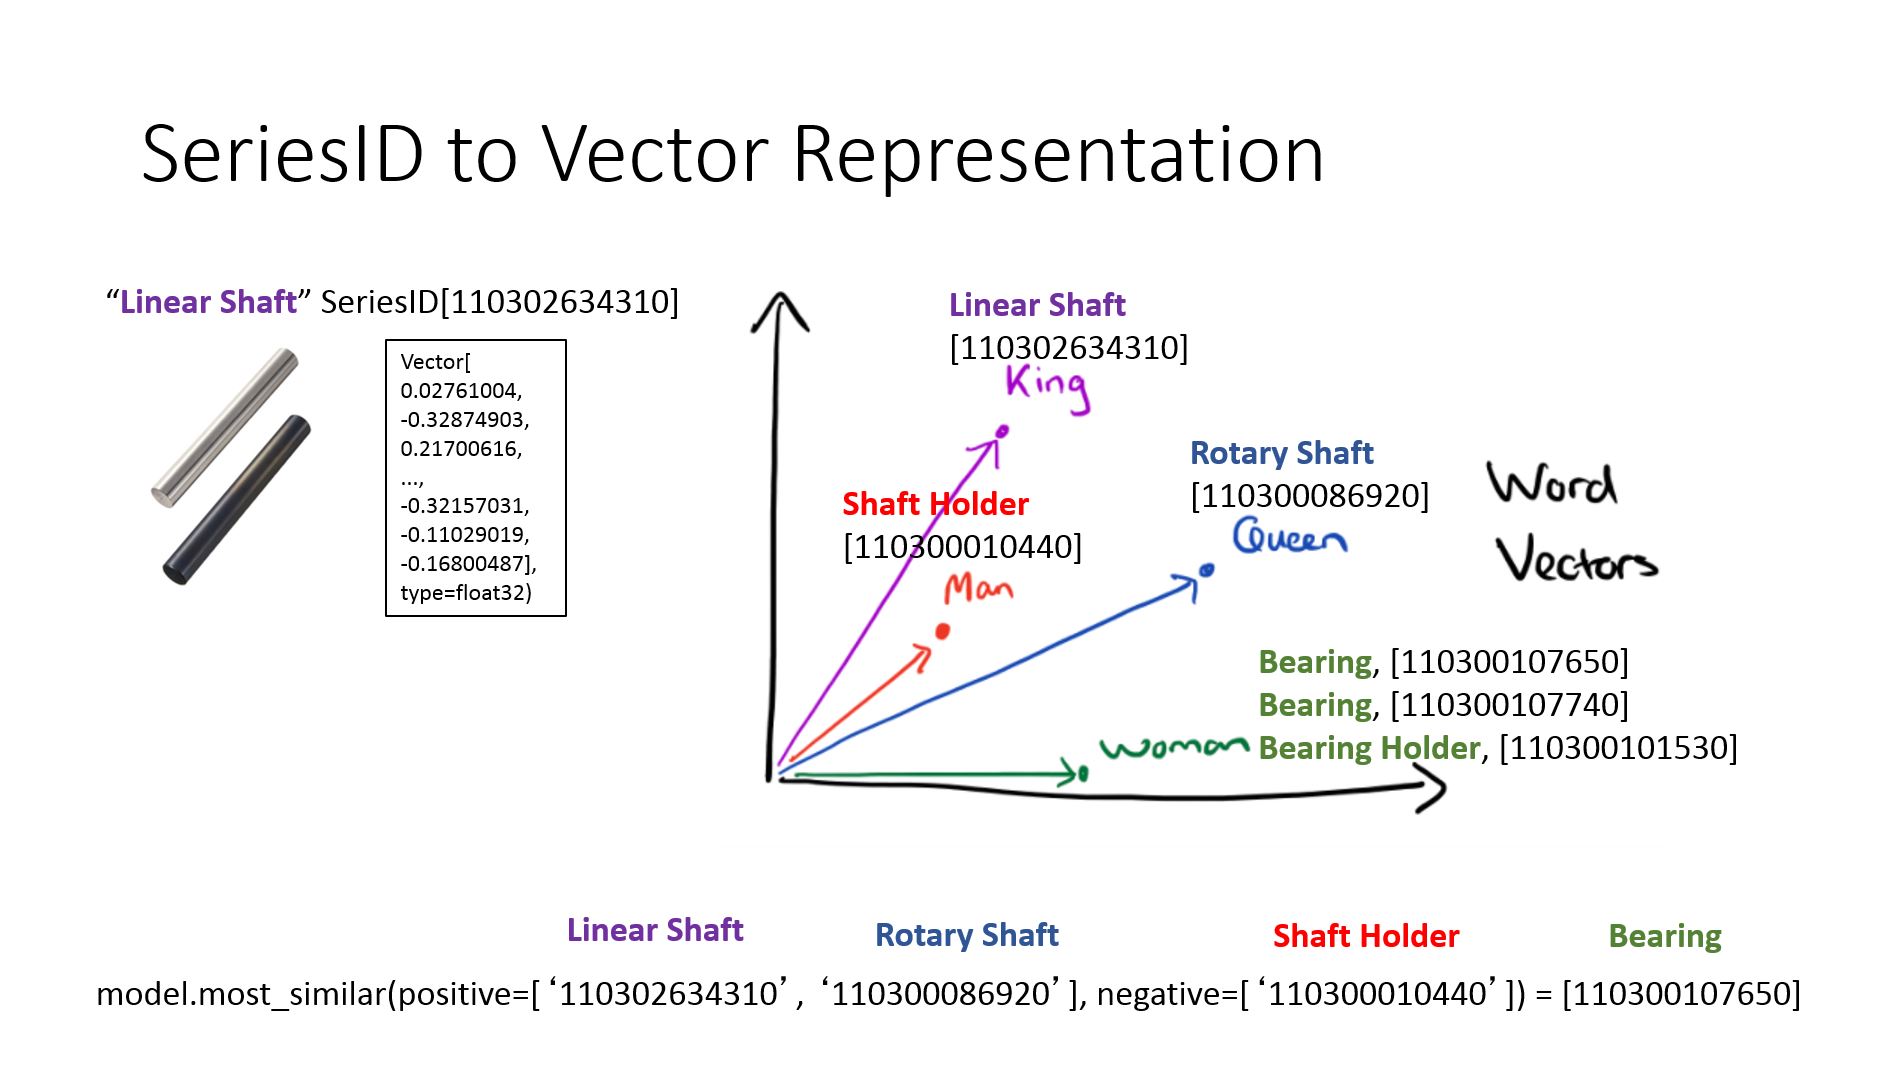 SeriesID to Vector Representation
“Linear Shaft” SeriesID[110302634310]
Vector[
0.02761004,
-0.32874903,
0.21700616,
...,
-0.32157031,
-0.11029019,
-0.16800487],
type=float32)
Linear Shaft
[110302634310]
King
Rotary Shaft
[110300086920]
Queen
Shaft Holder
[110300010440]
Man
Word
Vectors
Bearing, [110300107650]
Bearing, [110300107740]
Woman
Bearing Holder, [110300101530]
Linear Shaft Rotary Shaft Shaft Holder Bearing
model.most_similar(positive=[‘110302634310’, ‘110300086920’], negative=[‘110300010440’]) = [110300107650]